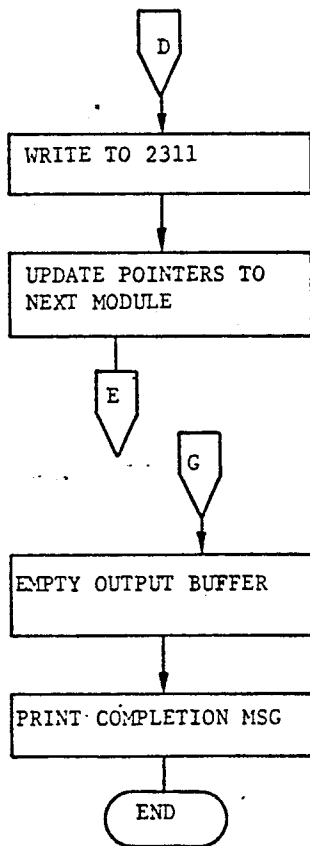 D
WRITE TO 2311
UPDATE POINTERS TO
NEXT MODULE
E
G
EMPTY OUTPUT BUFFER
PRINT COMPLETION MSG
END